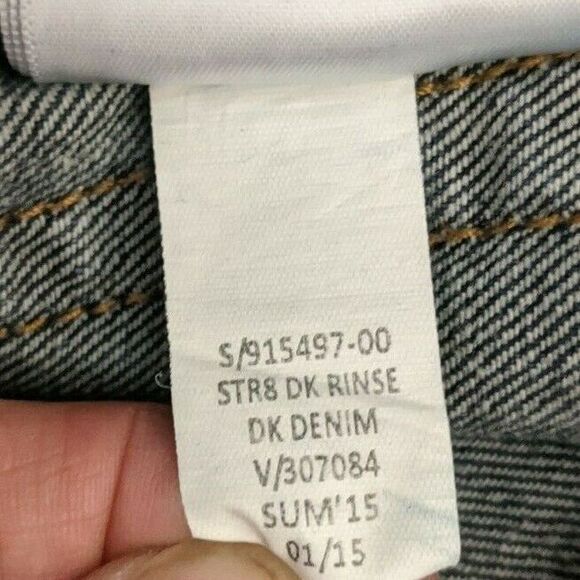 S/915497-00
STR8 DK RINSE
DK DENIM
V/307084
SUM'15
01/15